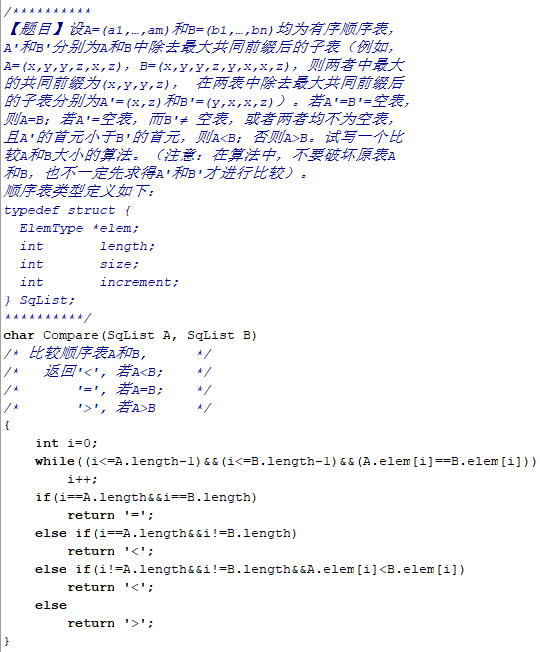 /**********
【题目】设A=(a1,…,am)和B=(b1,…,bn)均为有序顺序表,
A'和B'分别为A和B中除去最大共同前缀后的子表(例如,
A=(x,y,y,z,x,z), B=(x,y,y,z,y,x,x,z), 则两者中最大
的共同前缀为(x,y,y,z), 在两表中除去最大共同前缀后
的子表分别为A'=(x,z)和B'=(y,x,x,z))。若A'=B'=空表,
则A=B; 若A'=空表, 而B'≠ 空表, 或者两者均不为空表,
且A'的首元小于B'的首元, 则A<B; 否则A>B。试写一个比
较A和B大小的算法。(注意: 在算法中, 不要破坏原表A
和B, 也不一定先求得A'和B'才进行比较)。
顺序表类型定义如下:
typedef struct {
  ElemType *elem;
  int       length;
  int       size;
  int       increment;
} SqList;
**********/
char Compare(SqList A, SqList B)
/* 比较顺序表A和B,      */
/*   返回'<', 若A<B;    */
/*       '=', 若A=B;    */
/*       '>', 若A>B     */
{
    int i=0;
    while((i<=A.length-1)&&(i<=B.length-1)&&(A.elem[i]==B.elem[i]))
        i++;
    if(i==A.length&&i==B.length)
        return '=';
    else if(i==A.length&&i!=B.length)
        return '<';
    else if(i!=A.length&&i!=B.length&&A.elem[i]<B.elem[i])
        return '<';
    else
        return '>';
}